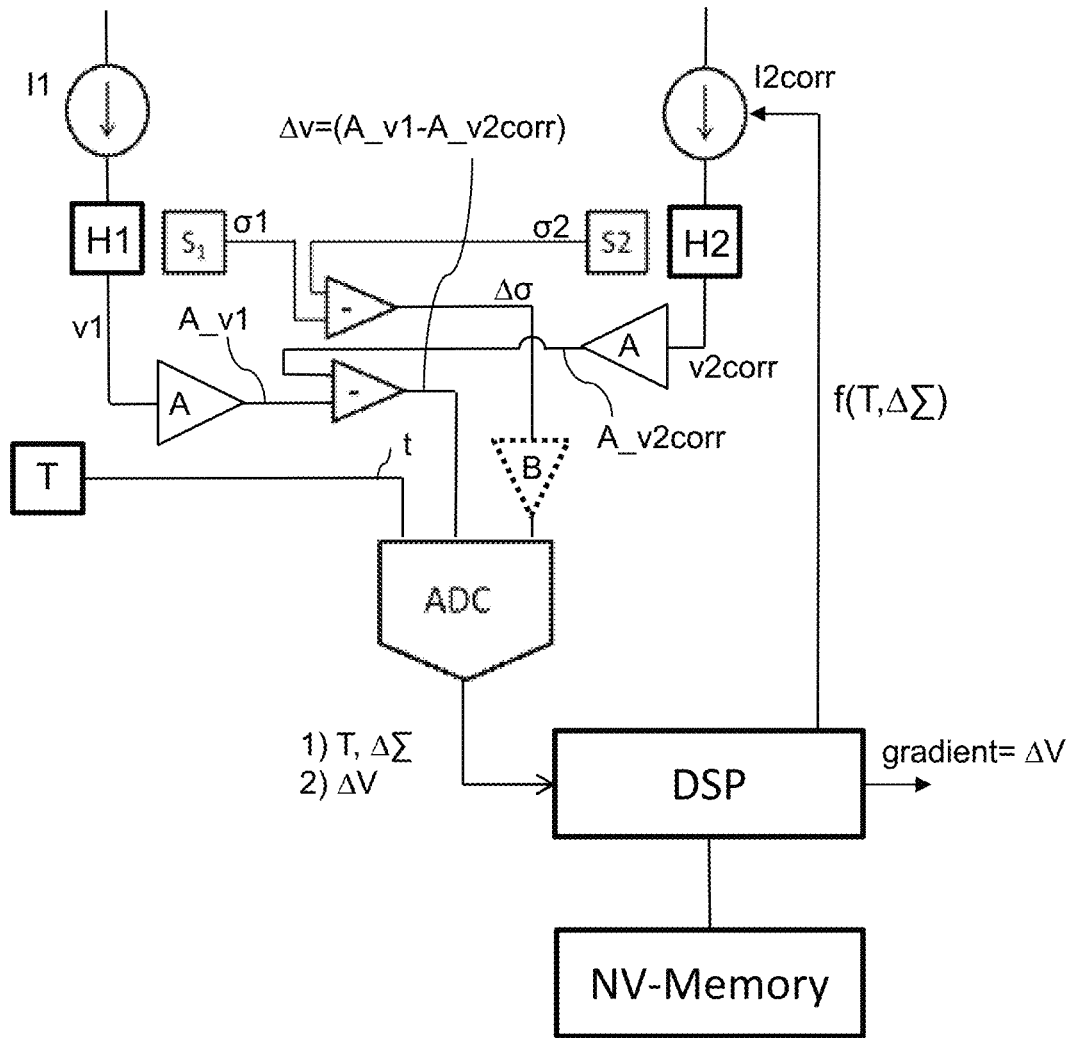 I1
I2corr
Δv=(A_v1-A_v2corr)
H1
S₁
σ1
σ2
S2
H2
-
Δσ
v1
A_v1
A
v2corr
A
-
A_v2corr
f(T,Δ∑)
T
t
B
ADC
1) T, Δ∑
2) ΔV
DSP
gradient= ΔV
NV-Memory